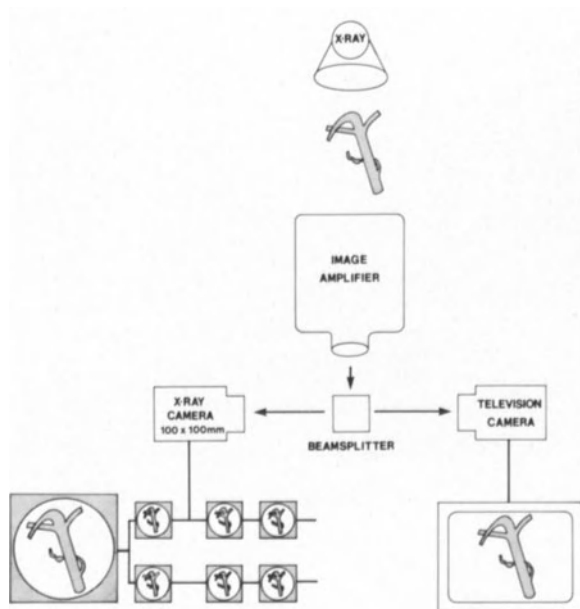 X-RAY
IMAGE
AMPLIFIER
X-RAY
CAMERA
100 x 100mm
BEAMSPLITTER
TELEVISION
CAMERA